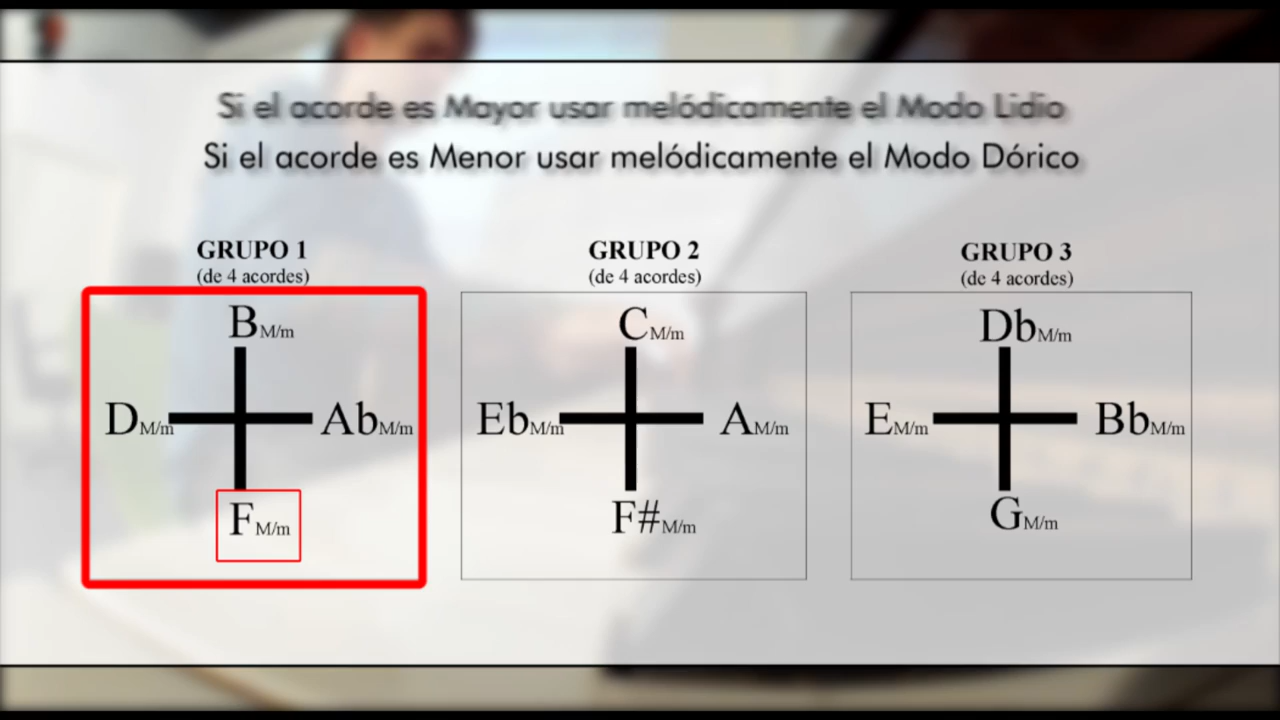 Si el acorde es Mayor usar melódicamente el Modo Lidio
Si el acorde es Menor usar melódicamente el Modo Dórico
GRUPO 1
(de 4 acordes)
BM/m
DM/m
AbM/m
FM/m
GRUPO 2
(de 4 acordes)
CM/m
EbM/m
AM/m
F#M/m
GRUPO 3
(de 4 acordes)
DbM/m
EM/m
BbM/m
GM/m